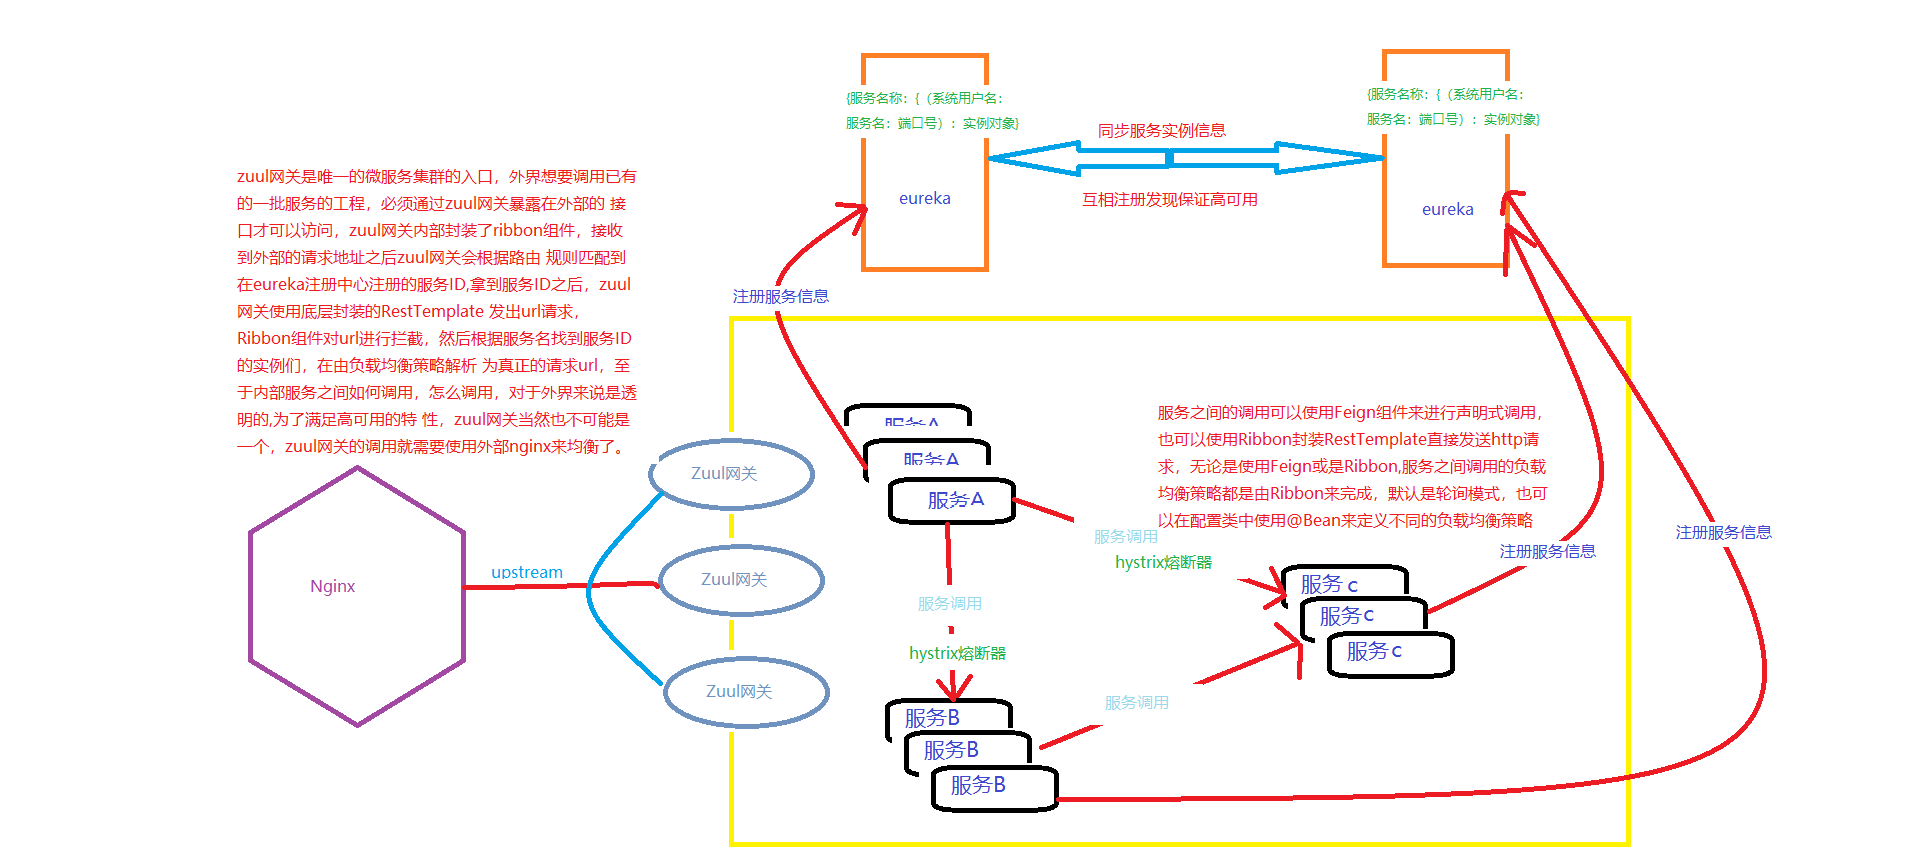 {服务名称：{（系统用户名：
服务名：端口号）：实例对象}
{服务名称：{（系统用户名：
服务名：端口号）：实例对象}
同步服务实例信息
互相注册发现保证高可用
eureka
eureka
zuul网关是唯一的微服务集群的入口，外界想要调用已有
的一批服务的工程，必须通过zuul网关暴露在外部的 接
口才可以访问，zuul网关内部封装了ribbon组件，接收
到外部的请求地址之后zuul网关会根据路由 规则匹配到
在eureka注册中心注册的服务ID,拿到服务ID之后，zuul
网关使用底层封装的RestTemplate 发出url请求，
Ribbon组件对url进行拦截，然后根据服务名找到服务ID
的实例们，在由负载均衡策略解析 为真正的请求url，至
于内部服务之间如何调用，怎么调用，对于外界来说是透
明的,为了满足高可用的特 性，zuul网关当然也不可能是
一个，zuul网关的调用就需要使用外部nginx来均衡了。
注册服务信息
服务A
服务A
服务A
服务之间的调用可以使用Feign组件来进行声明式调用，
也可以使用Ribbon封装RestTemplate直接发送http请
求，无论是使用Feign或是Ribbon,服务之间调用的负载
均衡策略都是由Ribbon来完成，默认是轮询模式，也可
以在配置类中使用@Bean来定义不同的负载均衡策略
Zuul网关
Zuul网关
Zuul网关
Nginx
upstream
服务调用
hystrix熔断器
注册服务信息
注册服务信息
服务调用
hystrix熔断器
服务c
服务c
服务c
服务调用
服务B
服务B
服务B